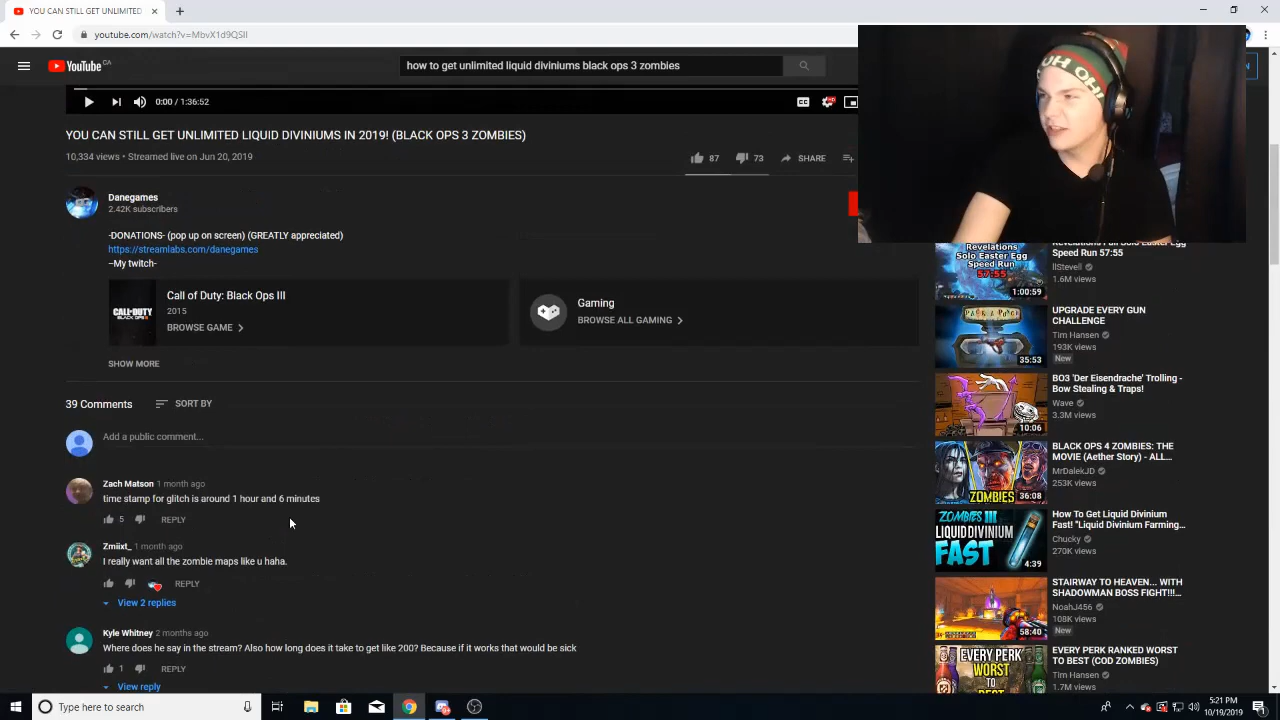 YOU CAN STILL GET UNLIMITED
youtube.com/watch?v=MbvX1d9QSlI
YouTube CA
how to get unlimited liquid diviniums black ops 3 zombies
UH OH!
0:00 / 1:36:52
YOU CAN STILL GET UNLIMITED LIQUID DIVINIUMS IN 2019! (BLACK OPS 3 ZOMBIES)
10,334 views • Streamed live on Jun 20, 2019
87
73
SHARE
Danegames
2.42K subscribers
-DONATIONS- (pop up on screen) (GREATLY appreciated)
https://streamlabs.com/danegames
--My twitch-
CALL OF DUTY
Call of Duty: Black Ops III
2015
BROWSE GAME
Gaming
BROWSE ALL GAMING
SHOW MORE
39 Comments
SORT BY
Add a public comment...
Zach Matson 1 month ago
time stamp for glitch is around 1 hour and 6 minutes
5
REPLY
Zmiixt_ 1 month ago
I really want all the zombie maps like u haha.
REPLY
View 2 replies
Kyle Whitney 2 months ago
Where does he say in the stream? Also how long does it take to get like 200? Because if it works that would be sick
1
REPLY
View reply
Revelations
Solo Easter Egg
Speed Run
57:55
1:00:59
Revelations Full Solo Easter Egg
Speed Run 57:55
llStevell
1.6M views
PACK A PUNCH
35:53
UPGRADE EVERY GUN
CHALLENGE
Tim Hansen
193K views
New
10:06
BO3 'Der Eisendrache' Trolling -
Bow Stealing & Traps!
Wave
3.3M views
ZOMBIES
36:08
BLACK OPS 4 ZOMBIES: THE
MOVIE (Aether Story) - ALL...
MrDalekJD
253K views
ZOMBIES III
LIQUID DIVINIUM
FAST
4:39
How To Get Liquid Divinium
Fast! "Liquid Divinium Farming...
Chucky
270K views
58:40
STAIRWAY TO HEAVEN... WITH
SHADOWMAN BOSS FIGHT!!!...
NoahJ456
108K views
New
EVERY PERK
WORST
TO
BEST
EVERY PERK RANKED WORST
TO BEST (COD ZOMBIES)
Tim Hansen
1.7M views
Type here to search
5:21 PM
10/19/2019